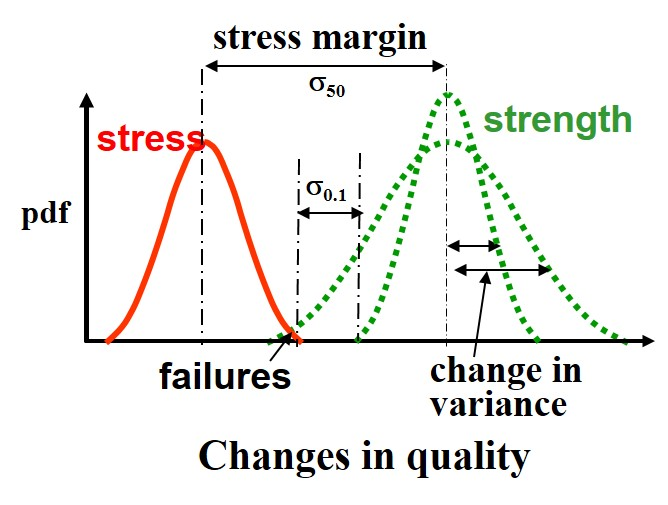 stress margin
σ50
stress
strength
σ0.1
pdf
failures
change in
variance
Changes in quality